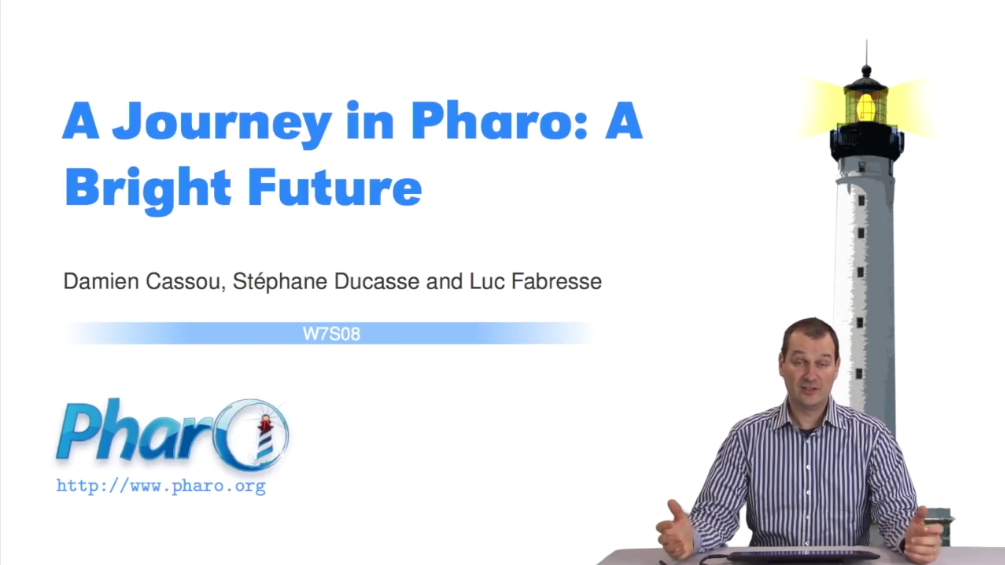 A Journey in Pharo: A
Bright Future
Damien Cassou, Stéphane Ducasse and Luc Fabresse
W7S08
Pharo
http://www.pharo.org